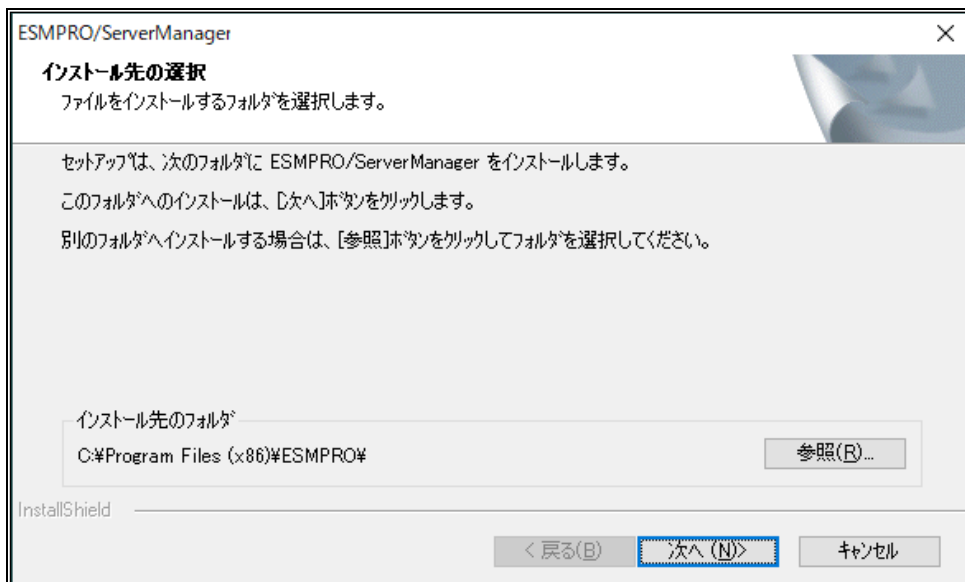 ESMPRO/ServerManager
インストール先の選択
ファイルをインストールするフォルダを選択します。
セットアップは、次のフォルダに ESMPRO/ServerManager をインストールします。
このフォルダへのインストールは、[次へ]ボタンをクリックします。
別のフォルダへインストールする場合は、[参照]ボタンをクリックしてフォルダを選択してください。
インストール先のフォルダ
C:¥Program Files (x86)¥ESMPRO¥
参照(R)...
InstallShield
< 戻る(B)
次へ (N)>
キャンセル